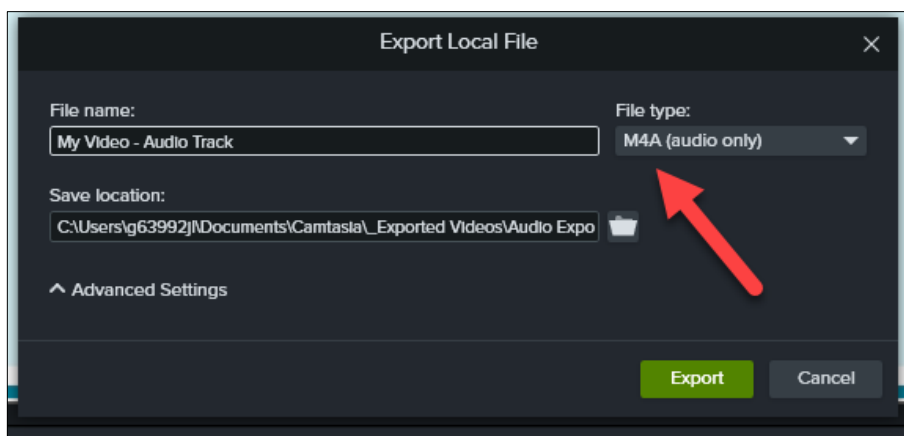 Export Local File
File name:
File type:
My Video - Audio Track
M4A (audio only)
Save location:
C:\Users\g63992jl\Documents\Camtasia\_Exported Videos\Audio Expo
Advanced Settings
Export
Cancel